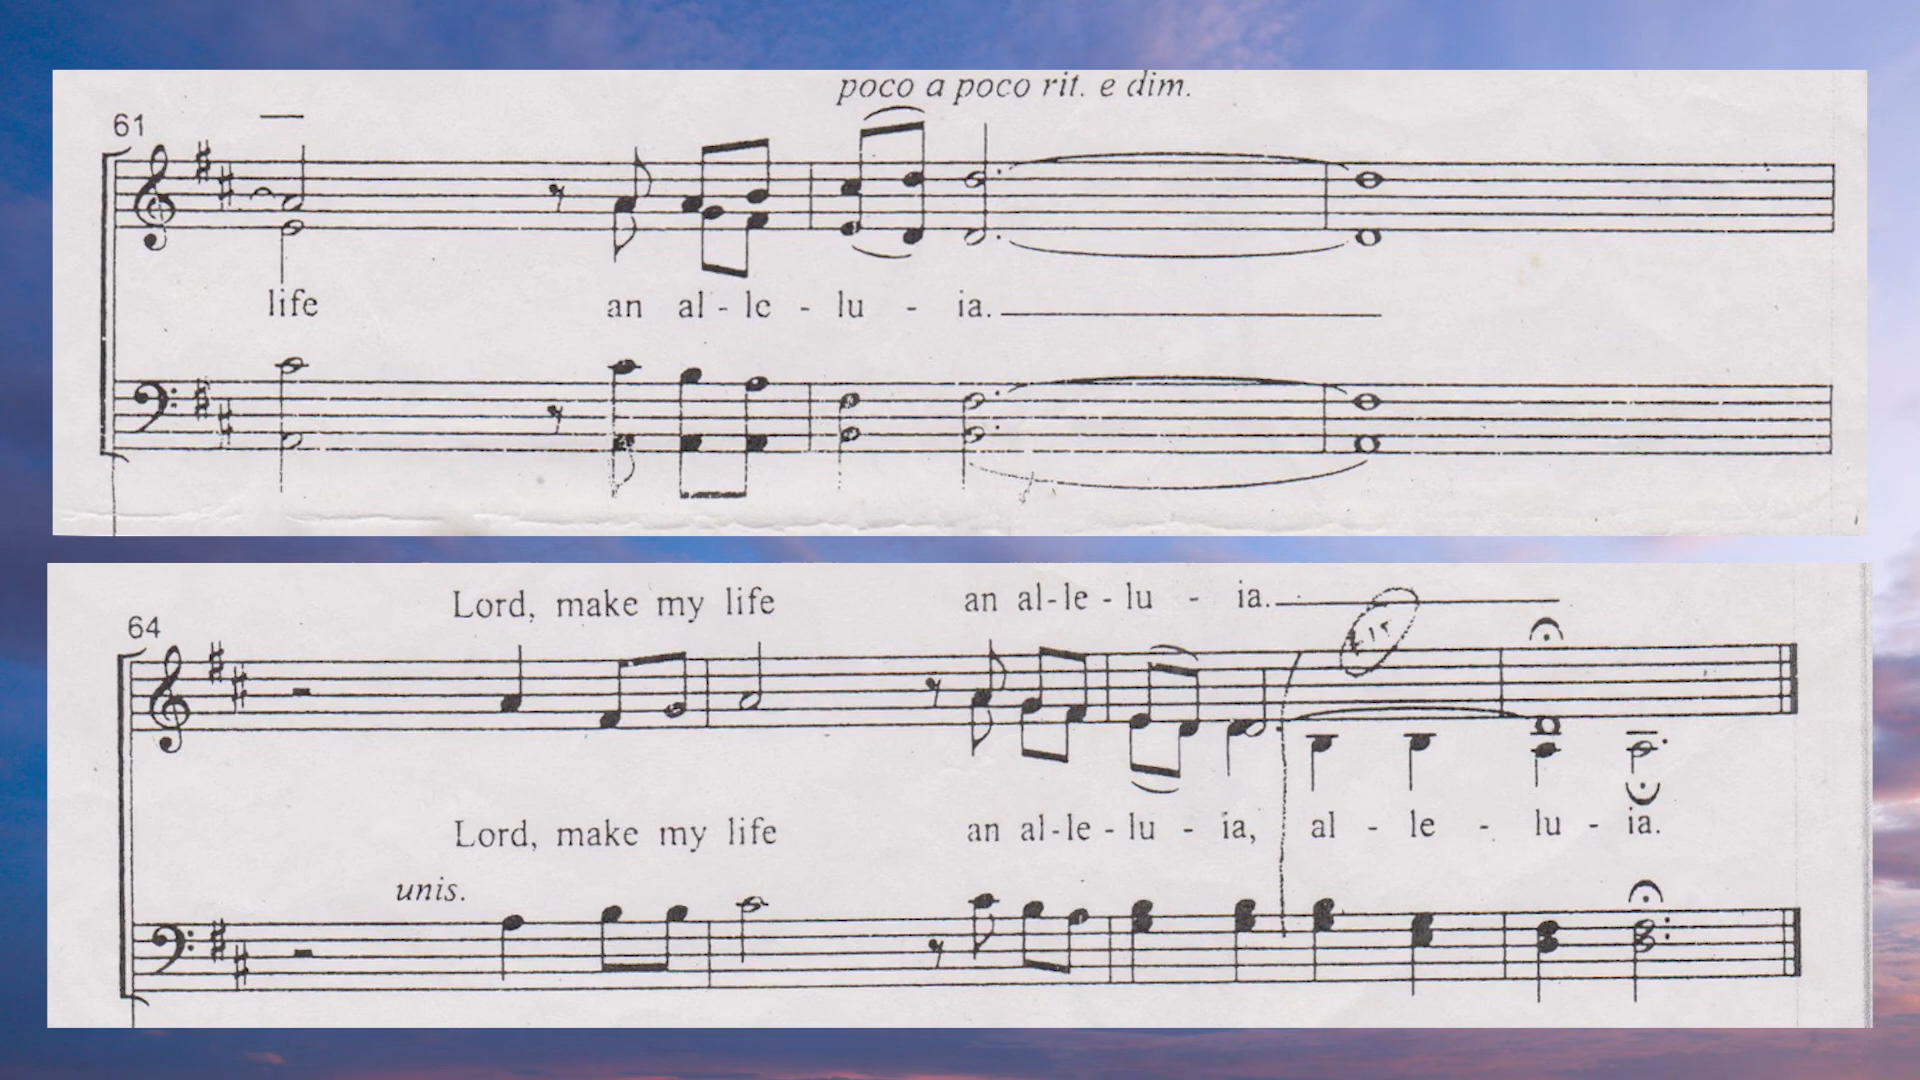 poco a poco rit. e dim.
61
life an al - le - lu - ia.
Lord, make my life an al - le - lu - ia.
64
Lord, make my life an al - le - lu - ia, al - le - lu - ia.
unis.